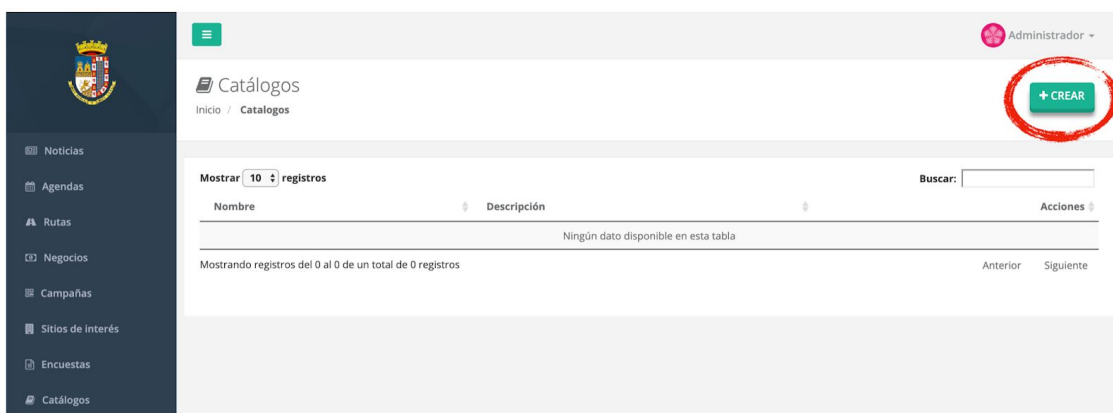 Administrador
Catálogos
+ CREAR
Inicio / Catalogos
Noticias
Agendas
Rutas
Negocios
Campañas
Sitios de interés
Encuestas
Catálogos
Mostrar 10 registros
Buscar:
Nombre Descripción Acciones
Ningún dato disponible en esta tabla
Mostrando registros del 0 al 0 de un total de 0 registros
Anterior Siguiente